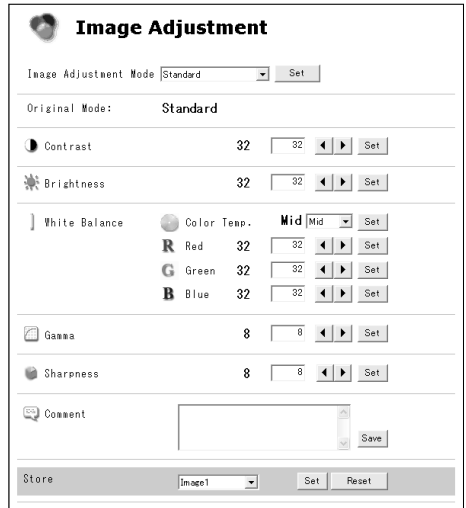 Image Adjustment
Image Adjustment Mode Standard Set
Original Mode: Standard
Contrast 32 32 Set
Brightness 32 32 Set
White Balance Color Temp. Mid Mid Set
R Red 32 32 Set
G Green 32 32 Set
B Blue 32 32 Set
Gamma 8 8 Set
Sharpness 8 8 Set
Comment
Save
Store Image1 Set Reset